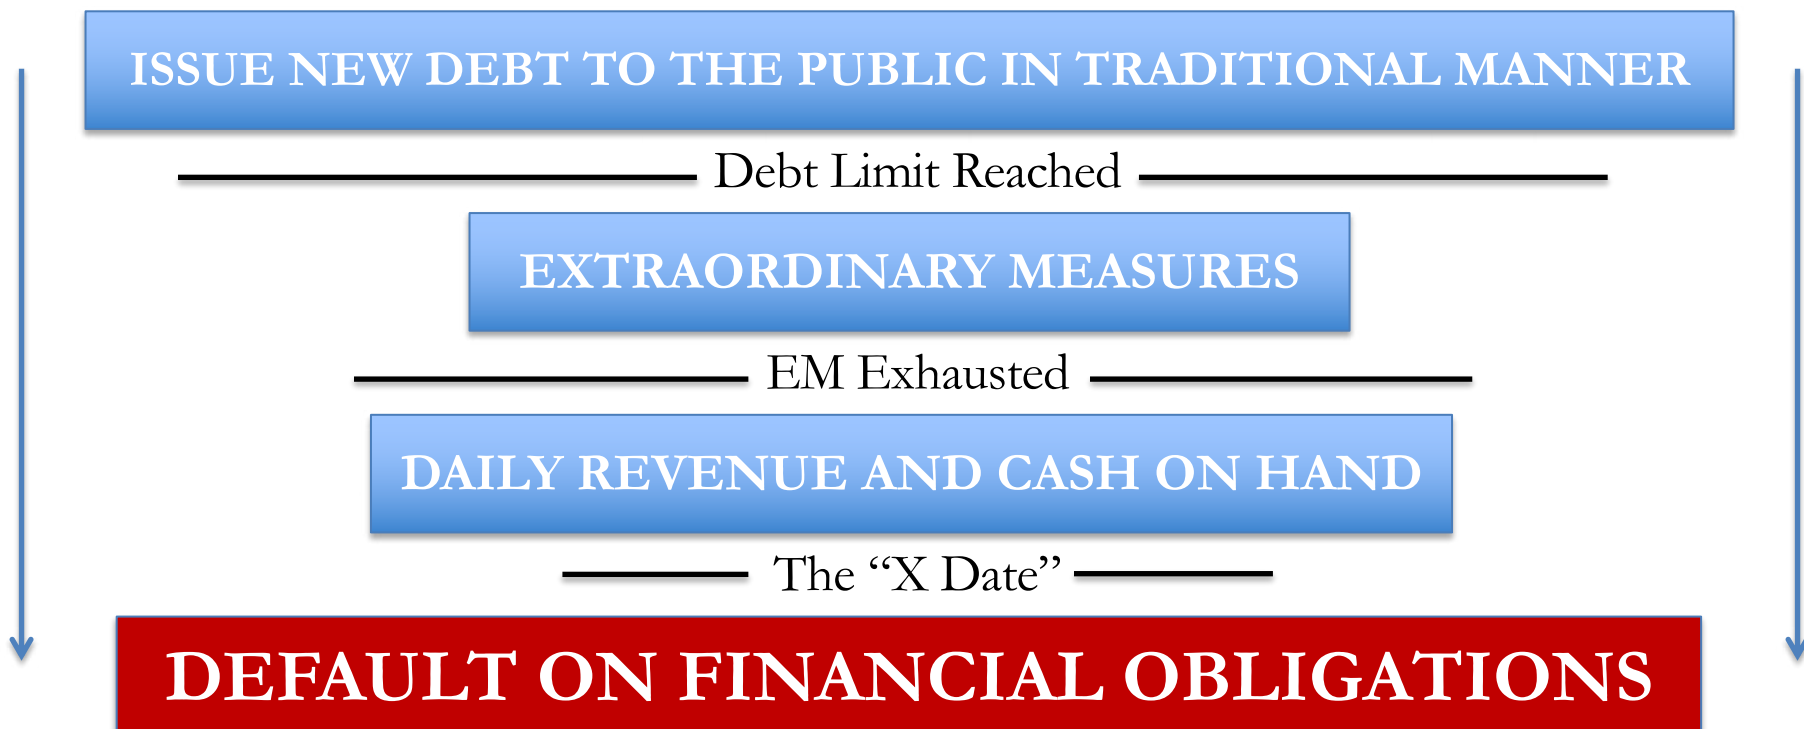 ISSUE NEW DEBT TO THE PUBLIC IN TRADITIONAL MANNER
Debt Limit Reached
EXTRAORDINARY MEASURES
EM Exhausted
DAILY REVENUE AND CASH ON HAND
The “X Date”
DEFAULT ON FINANCIAL OBLIGATIONS